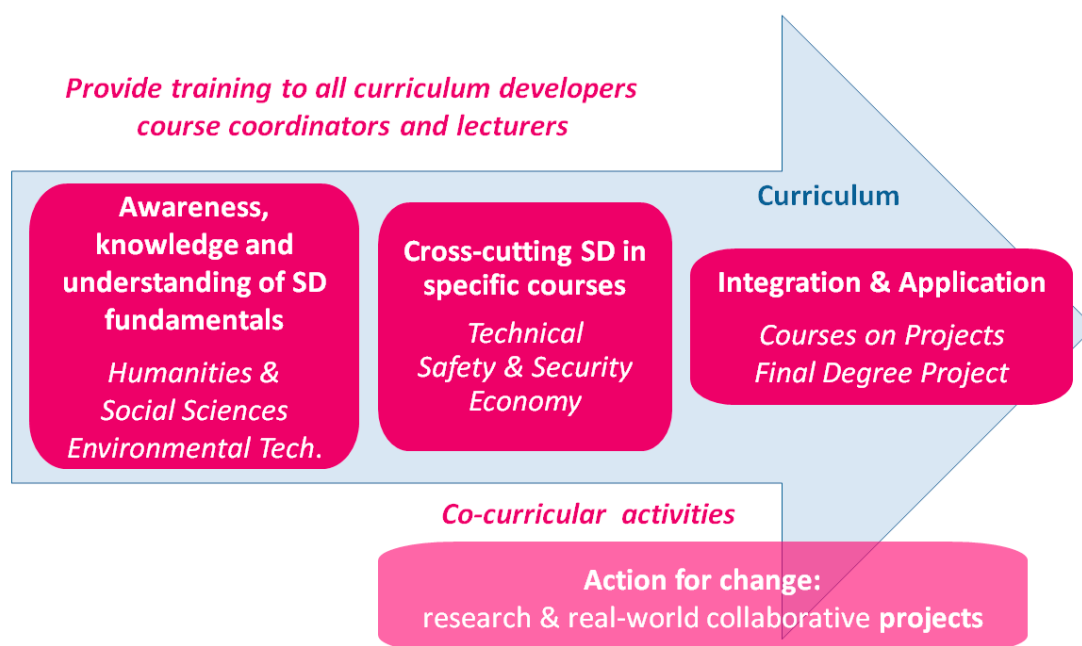 Provide training to all curriculum developers
course coordinators and lecturers
Curriculum
Awareness,
knowledge and
understanding of SD
fundamentals
Humanities &
Social Sciences
Environmental Tech.
Cross-cutting SD in
specific courses
Technical
Safety & Security
Economy
Integration & Application
Courses on Projects
Final Degree Project
Co-curricular activities
Action for change:
research & real-world collaborative projects